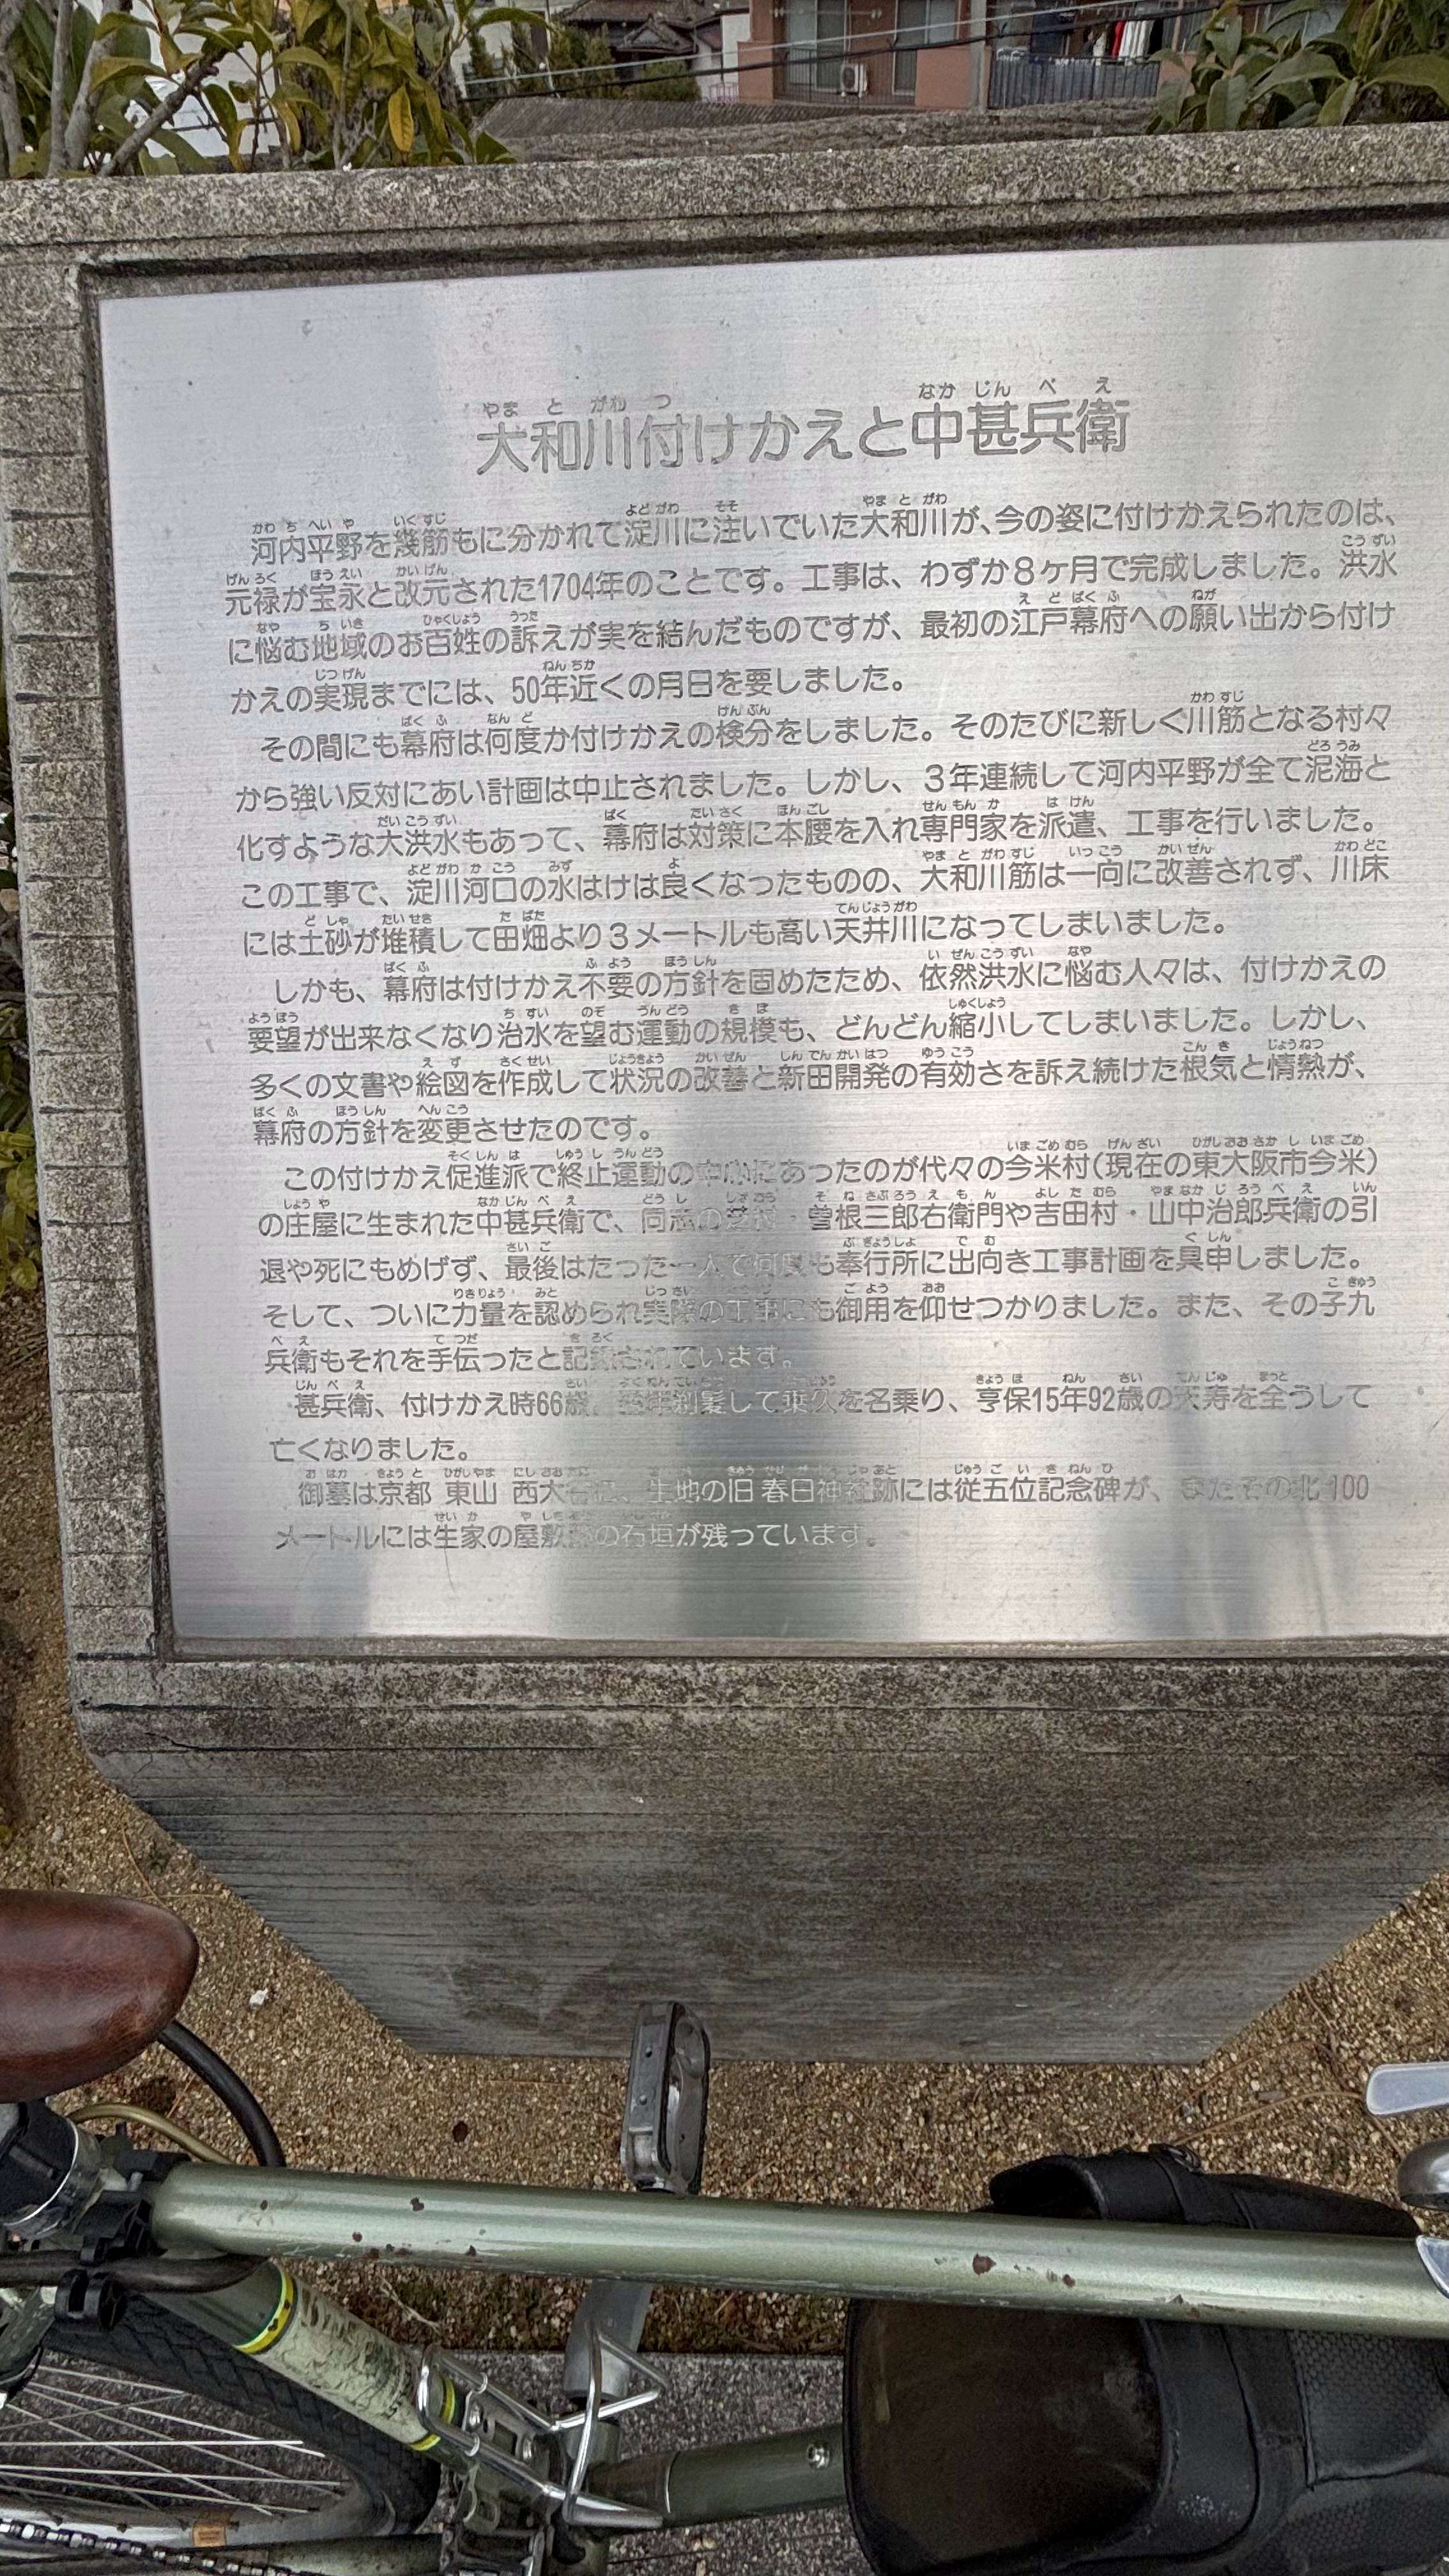 大和川付けかえと中甚兵衛
河内平野を幾筋もに分かれて淀川に注いでいた大和川が、今の姿に付けかえられたのは、
元禄が宝永と改元された1704年のことです。工事は、わずか8ケ月で完成しました。洪水
に悩む地域のお百姓の訴えが実を結んだものですが、最初の江戸幕府への願い出から付け
かえの実現までには、50年近くの月日を要しました。
その間にも幕府は何度か付けかえの検分をしました。そのたびに新しく川筋となる村々
から強い反対にあい計画は中止されました。しかし、3年連続して河内平野が全て泥海と
化すような大洪水もあって、幕府は対策に本腰を入れ専門家を派遣、工事を行いました。
この工事で、淀川河口の水はけは良くなったものの、大和川筋は一向に改善されず、川床
には土砂が堆積して田畑より3メートルも高い天井川になってしまいました。
しかも、幕府は付けかえ不要の方針を固めたため、依然洪水に悩む人々は、付けかえの
要望が出来なくなり治水を望む運動の規模も、どんどん縮小してしまいました。しかし、
多くの文書や絵図を作成して状況の改善と新田開発の有効さを訴え続けた根気と情熱が、
幕府の方針を変更させたのです。
この付けかえ促進派で終止運動の中心にあったのが代々の今米村(現在の東大阪市今米)
の庄屋に生まれた中甚兵衛で、同志の芝村・曽根三郎右衛門や吉田村・山中治郎兵衛の引
退や死にもめげず、最後はたった一人で何度も奉行所に出向き工事計画を具申しました。
そして、ついに力量を認められ実際の工事にも御用を仰せつかりました。また、その子九
兵衛もそれを手伝ったと記録されています。
甚兵衛、付けかえ時66歳、翌年剃髪して乗久を名乗り、享保15年92歳の天寿を全うして
亡くなりました。
御墓は京都 東山 西大谷に、生地の旧 春日神社跡には従五位記念碑が、またその北100
メートルには生家の屋敷跡の石垣が残っています。